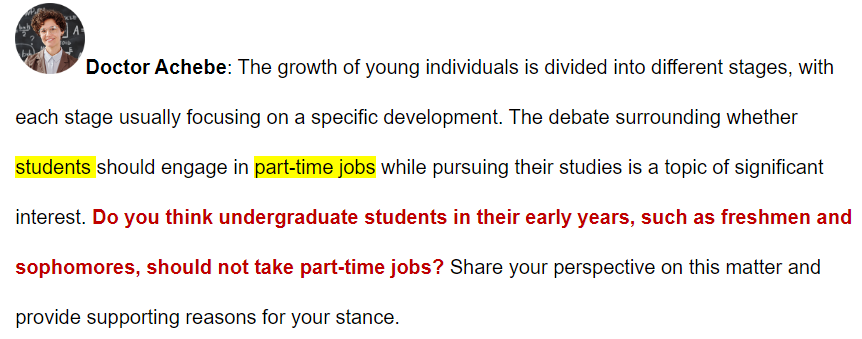 Doctor Achebe: The growth of young individuals is divided into different stages, with
each stage usually focusing on a specific development. The debate surrounding whether
students should engage in part-time jobs while pursuing their studies is a topic of significant
interest. Do you think undergraduate students in their early years, such as freshmen and
sophomores, should not take part-time jobs? Share your perspective on this matter and
provide supporting reasons for your stance.